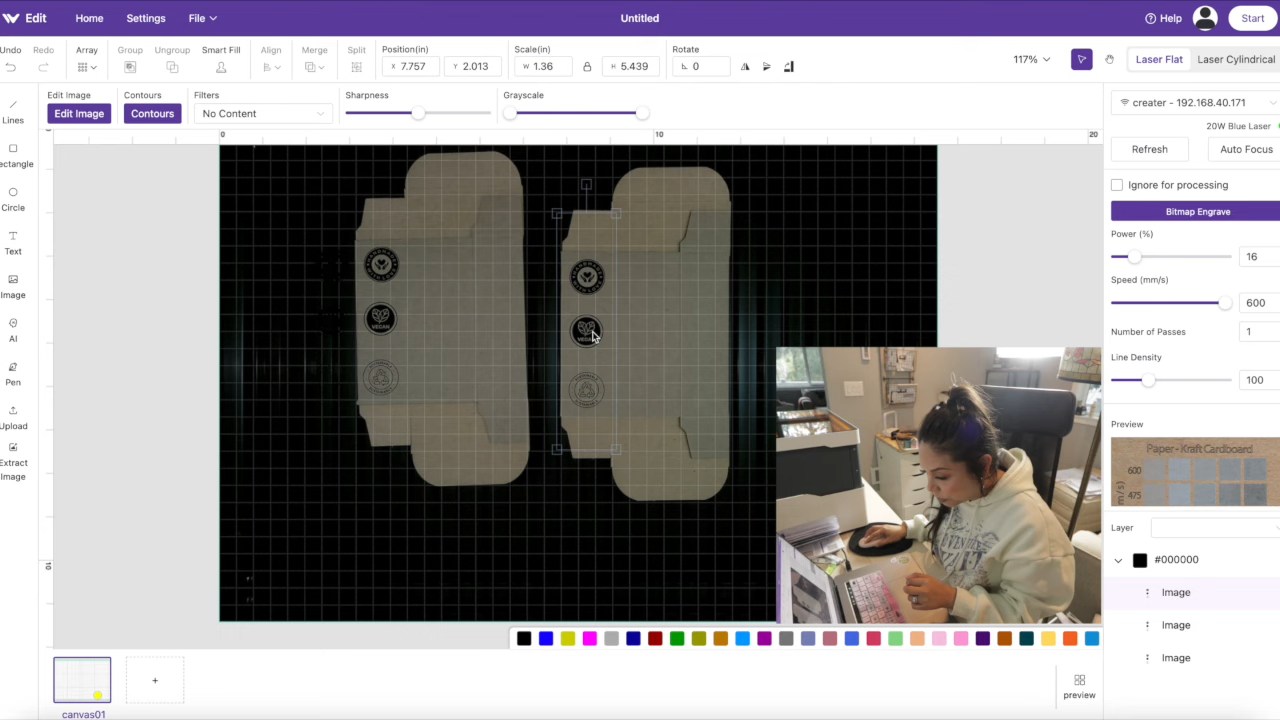 Edit Home Settings File Untitled Help Start
Undo Redo Array Group Ungroup Smart Fill Align Merge Split Position(in) Scale(in) Rotate
X 7.757 Y 2.013 W 1.36 H 5.439 0 117% Laser Flat Laser Cylindrical
Edit Image Contours Filters Sharpness Grayscale
Edit Image Contours No Content
creater - 192.168.40.171
20W Blue Laser
Refresh Auto Focus
Ignore for processing
Bitmap Engrave
Power (%)
16
Speed (mm/s)
600
Number of Passes 1
Line Density
100
Preview
Paper - Kraft Cardboard
600
475
Layer
#000000
Image
Image
Image
Lines
ectangle
Circle
Text
Image
AI
Pen
Upload
Extract
Image
0 10 20
10
VEGAN
canvas01
+
preview